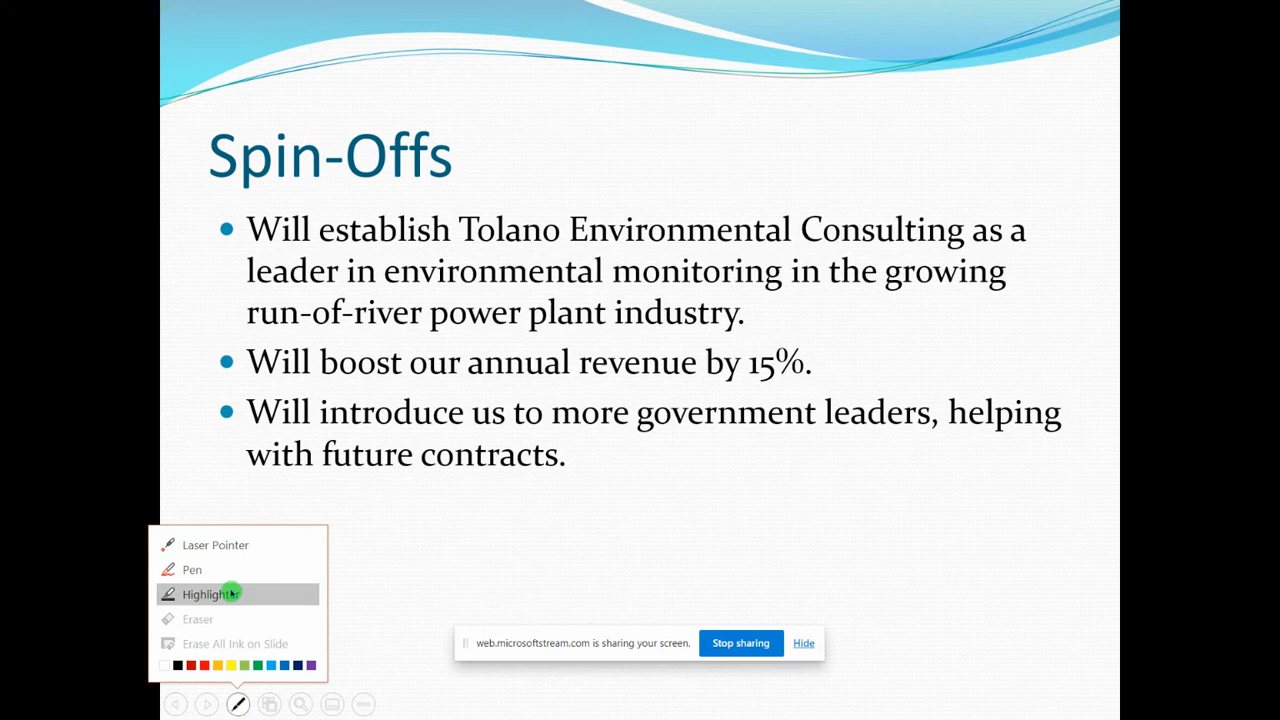 Spin-Offs
• Will establish Tolano Environmental Consulting as a
leader in environmental monitoring in the growing
run-of-river power plant industry.
• Will boost our annual revenue by 15%.
• Will introduce us to more government leaders, helping
with future contracts.
Laser Pointer
Pen
Highlighter
Eraser
Erase All Ink on Slide
web.microsoftstream.com is sharing your screen.
Stop sharing
Hide